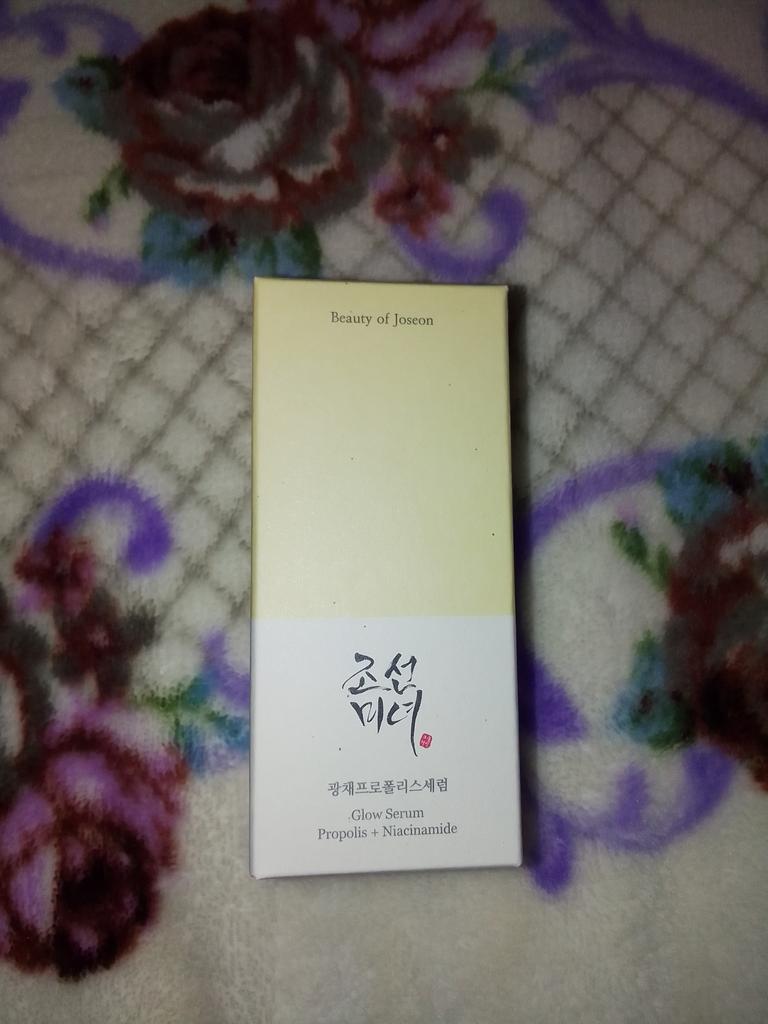 Beauty of Joseon
조선
미녀
광채프로폴리스세럼
Glow Serum
Propolis + Niacinamide